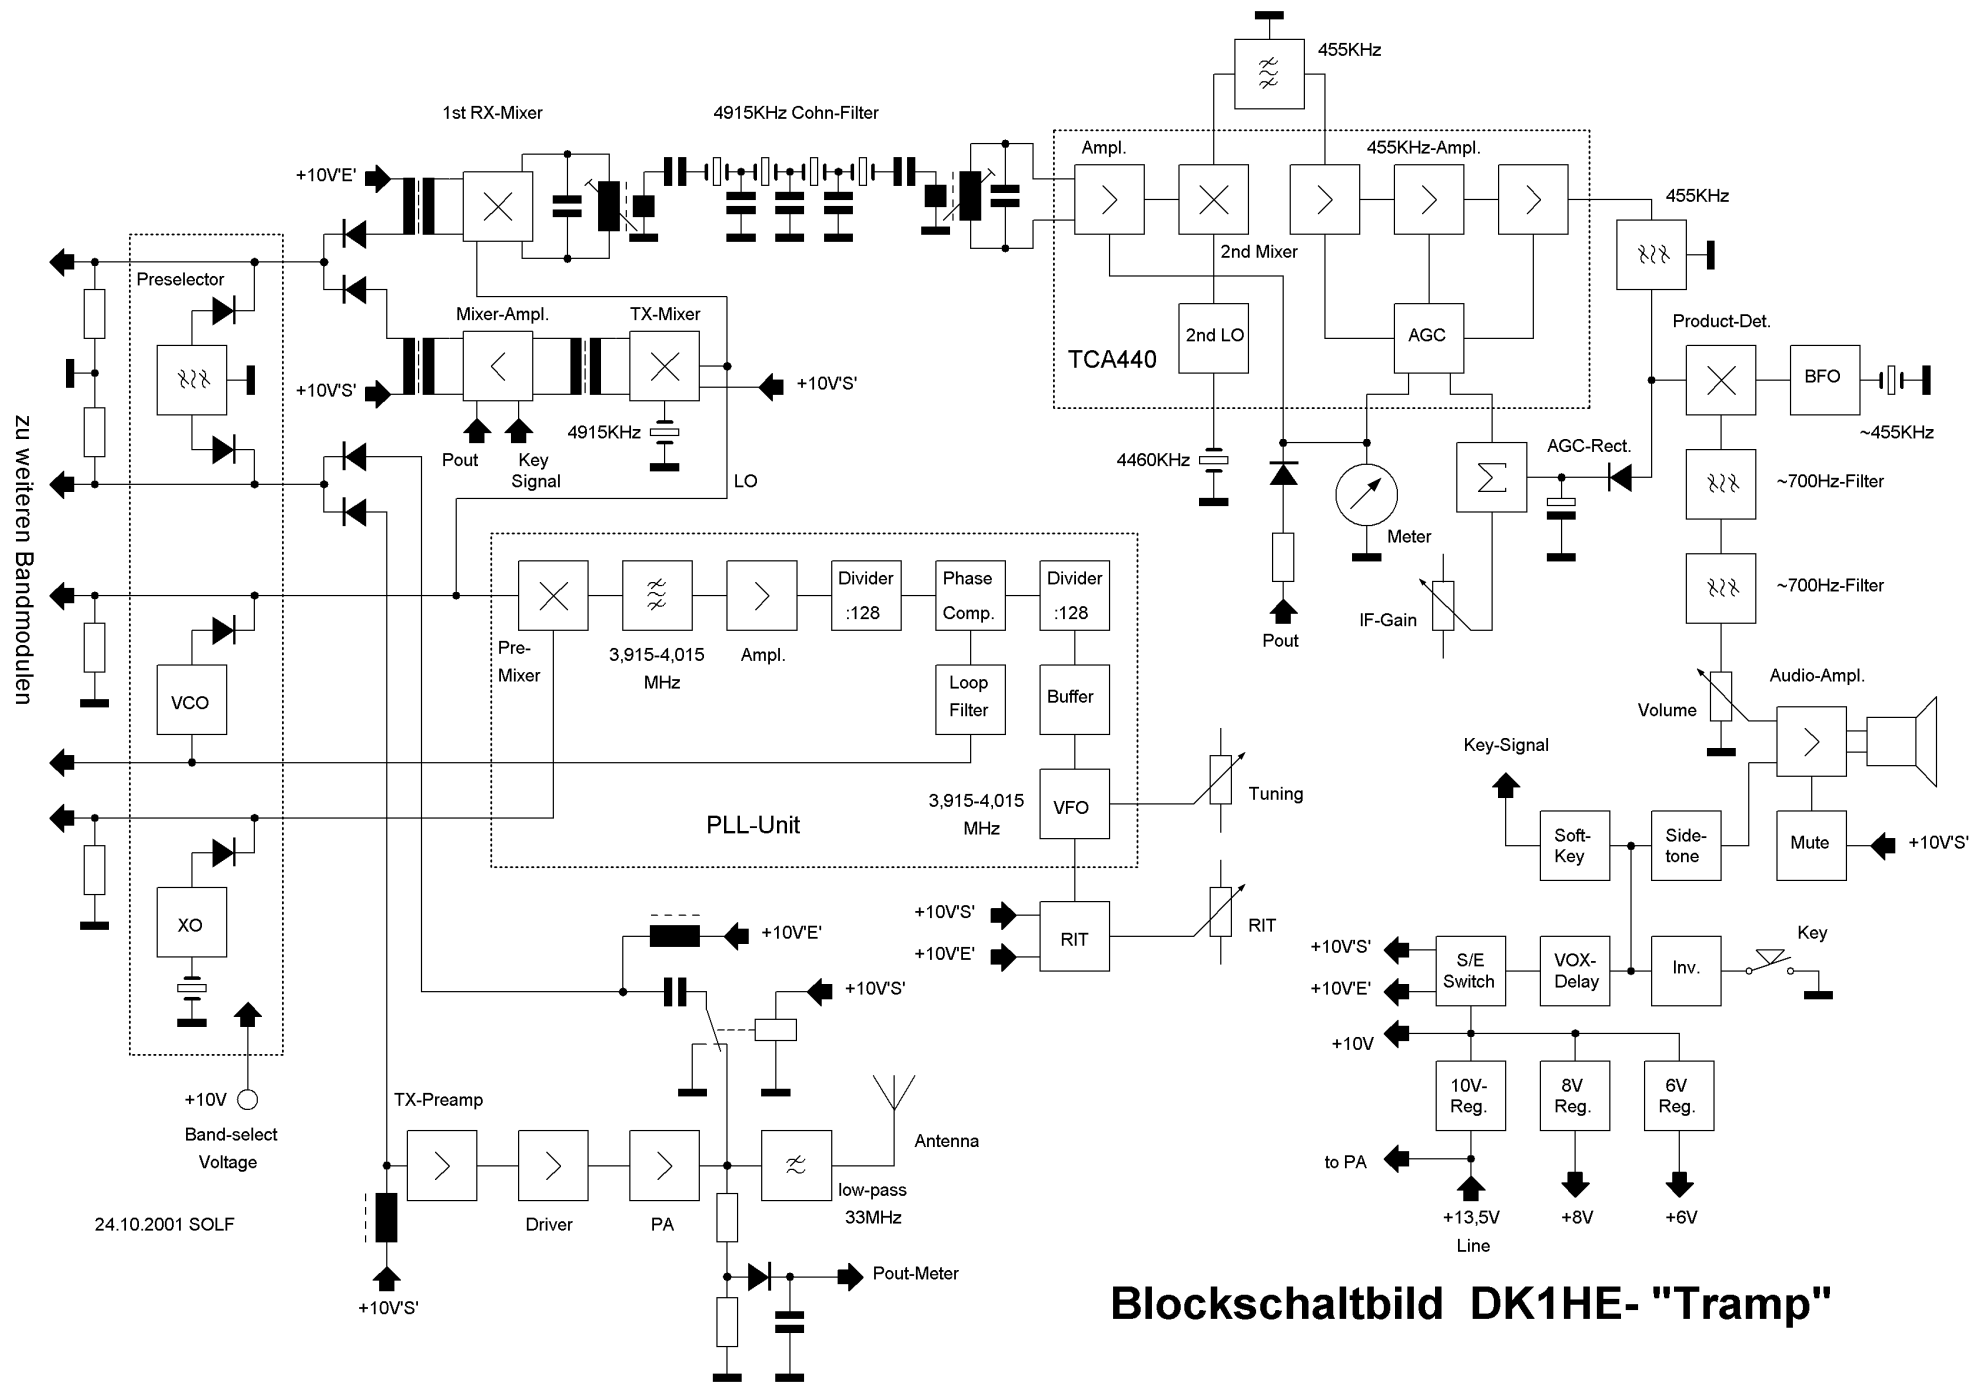 455KHz
1st RX-Mixer
4915KHz Cohn-Filter
Ampl.
455KHz-Ampl.
+10V'E'
455KHz
2nd Mixer
Preselector
Mixer-Ampl.
TX-Mixer
2nd LO
AGC
Product-Det.
TCA440
BFO
+10V'S'
+10V'S'
~455KHz
4915KHz
AGC-Rect.
Pout
Key
Signal
4460KHz
LO
~700Hz-Filter
zu weiteren Bandmodulen
Meter
Divider
:128
Phase
Comp.
Divider
:128
~700Hz-Filter
IF-Gain
Pout
Pre-
Mixer
3,915-4,015
MHz
Ampl.
Loop
Filter
Buffer
VCO
Audio-Ampl.
Volume
Key-Signal
3,915-4,015
MHz
VFO
Tuning
PLL-Unit
Soft-
Key
Side-
tone
Mute
+10V'S'
XO
+10V'S'
+10V'E'
RIT
RIT
+10V'E'
Key
+10V'S'
+10V'E'
S/E
Switch
VOX-
Delay
Inv.
+10V'S'
+10V
+10V
Band-select
Voltage
10V-
Reg.
8V
Reg.
6V
Reg.
TX-Preamp
Antenna
to PA
low-pass
33MHz
24.10.2001 SOLF
Driver
PA
+13,5V
Line
+8V
+6V
Pout-Meter
+10V'S'
Blockschaltbild DK1HE- "Tramp"